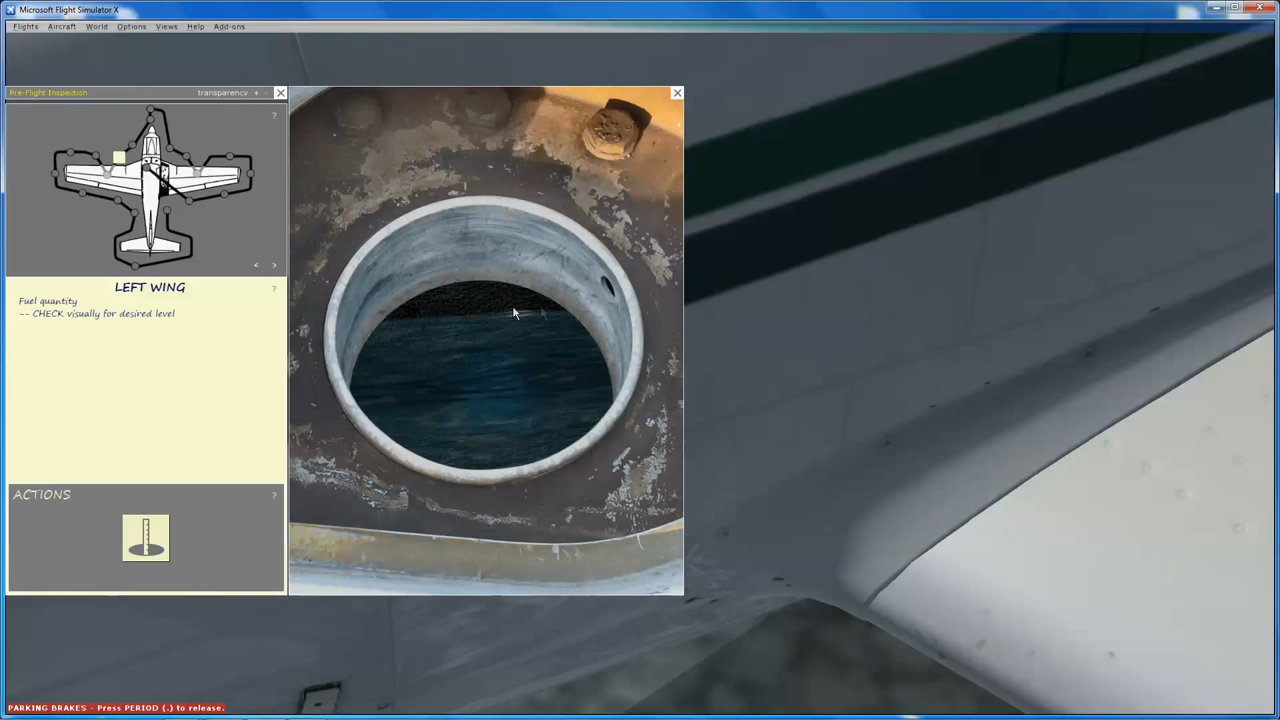 Microsoft Flight Simulator X
Flights Aircraft World Options Views Help Add-ons
Pre-Flight Inspection transparency + -
?
< >
LEFT WING ?
Fuel quantity
-- CHECK visually for desired level
ACTIONS ?
PARKING BRAKES - Press PERIOD (.) to release.